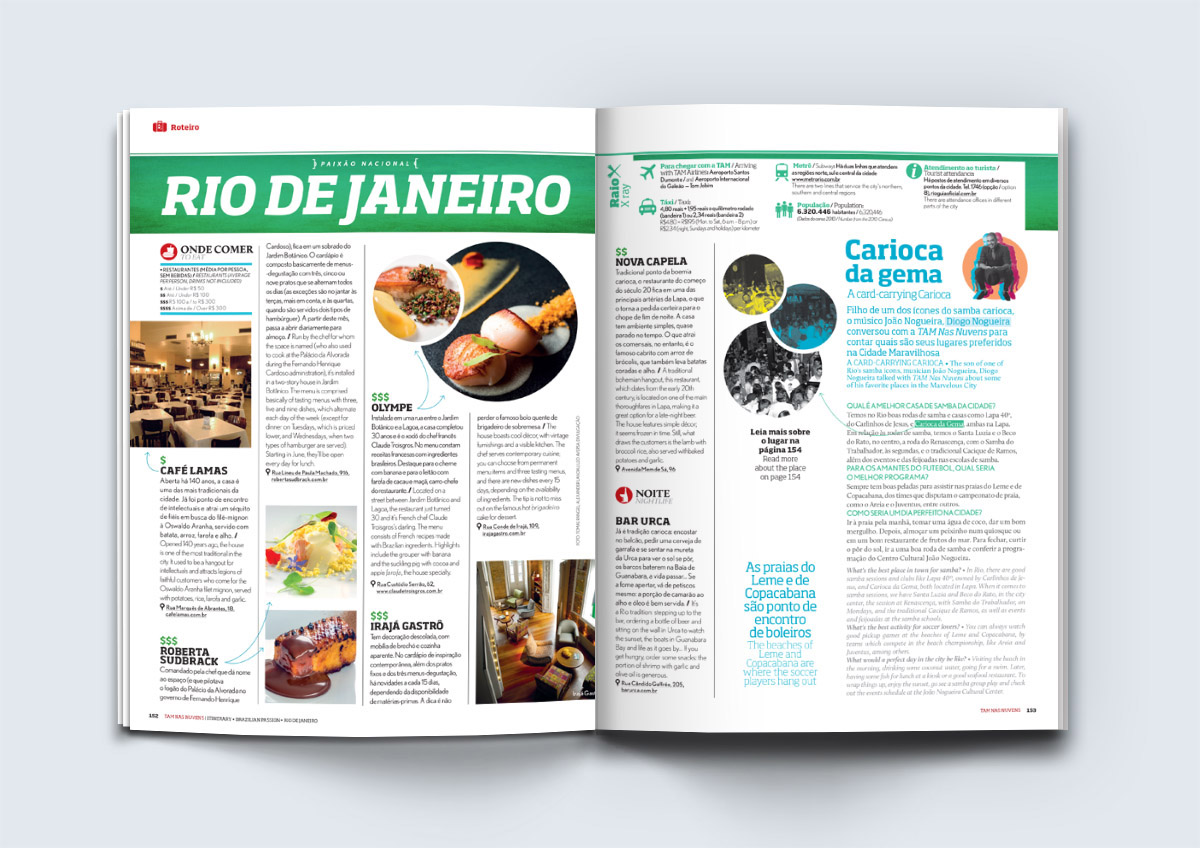 Roteiro
PAIXÃO NACIONAL
RIO DE JANEIRO
ONDE COMER
TO EAT
• RESTAURANTES (MÉDIA POR PESSOA,
SEM BEBIDAS) / RESTAURANTS (AVERAGE
PER PERSON, DRINKS NOT INCLUDED)
$ Até / Under R$ 50
$$ Até / Under R$ 100
$$$ R$ 100 a / to R$ 300
$$$$ Acima de / Over R$ 300
$
CAFÉ LAMAS
Aberta há 140 anos, a casa é
uma das mais tradicionais da
cidade. Já foi ponto de encontro
de intelectuais e atrai um séquito
de fiéis em busca do filé-mignon
à Oswaldo Aranha, servido com
batata, arroz, farofa e alho. //
Opened 140 years ago, the house
is one of the most traditional in the
city. It used to be a hangout for
intellectuals and attracts legions of
faithful customers who come for the
Oswaldo Aranha filet mignon, served
with potatoes, rice, farofa and garlic.
Rua Marquês de Abrantes, 18,
cafelamas.com.br
$$$
ROBERTA
SUDBRACK
Comandado pela chef que dá nome
ao espaço (e que pilotava
o fogão do Palácio da Alvorada no
governo de Fernando Henrique
Cardoso), fica em um sobrado do
Jardim Botânico. O cardápio é
composto basicamente de menus-
-degustação com três, cinco ou
nove pratos que se alternam todos
os dias (as exceções são no jantar às
terças, mais em conta, e às quartas,
quando são servidos dois tipos de
hambúrguer). A partir deste mês,
passa a abrir diariamente para
almoço. // Run by the chef for whom
the space is named (who also used
to cook at the Palácio da Alvorada
during the Fernando Henrique
Cardoso administration), it's installed
in a two-story house in Jardim
Botânico. The menu is comprised
basically of tasting menus with three,
five and nine dishes, which alternate
each day of the week (except for
dinner on Tuesdays, which is priced
lower, and Wednesdays, when two
types of hamburger are served).
Starting in June, they'll be open
every day for lunch.
Rua Lineu de Paula Machado, 916,
robertasudbrack.com.br
$$$
OLYMPE
Instalada em uma rua entre o Jardim
Botânico e a Lagoa, a casa completou
30 anos e é o xodó do chef francês
Claude Troisgros. No menu constam
receitas francesas com ingredientes
brasileiros. Destaque para o cherne
com banana e para o leitão com
farofa de cacau e maçã, carro-chefe
do restaurante. // Located on a
street between Jardim Botânico and
Lagoa, the restaurant just turned
30 and it's French chef Claude
Troisgros's darling. The menu
consists of French recipes made
with Brazilian ingredients. Highlights
include the grouper with banana
and the suckling pig with cocoa and
apple farofa, the house specialty.
Rua Custódio Serrão, 62,
www.claudetroisgros.com.br
$$$
IRAJÁ GASTRÔ
Tem decoração descolada, com
mobília de brechó e cozinha
aparente. No cardápio de inspiração
contemporânea, além dos pratos
fixos e dos três menus-degustação,
há novidades a cada 15 dias,
dependendo da disponibilidade
de matérias-primas. A dica é não
perder o famoso bolo quente de
brigadeiro de sobremesa // The
house boasts cool décor, with vintage
furnishings and a visible kitchen. The
chef serves contemporary cuisine,
you can choose from permanent
menu items and three tasting menus,
and there are new dishes every 15
days, depending on the availability
of ingredients. The tip is not to miss
out on the famous hot brigadeiro
cake for dessert.
Rua Conde de Irajá, 109,
irajagastro.com.br
152 TAM NAS NUVENS / ITINERARY • BRAZILIAN PASSION • RIO DE JANEIRO
Raio X
X ray
Para chegar com a TAM / Arriving
with TAM Airlines Aeroporto Santos
Dumont e / and Aeroporto Internacional
do Galeão – Tom Jobim
Táxi / Taxi:
Metrô / Subway Há duas linhas que atendem
as regiões norte, sul e central da cidade
www.metrorio.com.br
There are two lines that service the city's northern,
southern and central regions.
População / Population:
6.320.446 habitantes / 6,320,446
Atendimento ao turista /
Tourist attendance
Há postos de atendimento em diversos
pontos da cidade. Tel. 1746 (opção / option
8), rioguiaoficial.com.br
There are attendance offices in different
parts of the city
$$
NOVA CAPELA
Tradicional ponto da boemia
carioca, o restaurante do começo
do século 20 fica em uma das
principais artérias da Lapa, o que
o torna a pedida certeira para o
chope de fim de noite. A casa
tem ambiente simples, quase
parado no tempo. O que atrai
os comensais, no entanto, é o
famoso cabrito com arroz de
brócolis, que também leva batatas
coradas e alho. // A traditional
bohemian hangout, this restaurant,
which dates from the early 20th
century, is located on one of the main
thoroughfares in Lapa, making it a
great option for a late-night beer.
The house features simple décor;
it seems frozen in time. Still, what
draws the customers is the lamb with
broccoli rice, also served with baked
potatoes and garlic.
Avenida Mem de Sá, 96
NOITE
NIGHTLIFE
BAR URCA
Já é tradição carioca: encostar
no balcão, pedir uma cerveja de
garrafa e se sentar na mureta
da Urca para ver o sol se pôr,
os barcos baterem na Baía de
Guanabara, a vida passar... Se
a fome apertar, vá de petiscos
mesmo: a porção de camarão ao
alho e óleo é bem servida. // It's
a Rio tradition: stepping up to the
bar, ordering a bottle of beer and
sitting on the wall in Urca to watch
the sunset, the boats in Guanabara
Bay and life as it goes by... If you
get hungry, order some snacks: the
portion of shrimp with garlic and
olive oil is generous.
Rua Cândido Gaffrée, 205,
barurca.com.br
Leia mais sobre
o lugar na
página 154
Read more
about the place
on page 154
As praias do
Leme e de
Copacabana
são ponto de
encontro
de boleiros
The beaches of
Leme and
Copacabana are
where the soccer
players hang out
Carioca
da gema
A card-carrying Carioca
Filho de um dos ícones do samba carioca,
o músico João Nogueira, Diogo Nogueira
conversou com a TAM Nas Nuvens para
contar quais são seus lugares preferidos
na Cidade Maravilhosa
A CARD-CARRYING CARIOCA • The son of one of
Rio's samba icons, musician João Nogueira, Diogo
Nogueira talked with TAM Nas Nuvens about some
of his favorite places in the Marvelous City
QUAL É A MELHOR CASA DE SAMBA DA CIDADE?
Temos no Rio boas rodas de samba e casas como Lapa 40º,
do Carlinhos de Jesus, e Carioca da Gema, ambas na Lapa.
Em relação às rodas de samba, temos o Santa Luzia e o Beco
do Rato, no centro, a roda do Renascença, com o Samba do
Trabalhador, às segundas, e o tradicional Cacique de Ramos,
além dos eventos e das feijoadas nas escolas de samba.
PARA OS AMANTES DO FUTEBOL, QUAL SERIA
O MELHOR PROGRAMA?
Sempre tem boas peladas para assistir nas praias do Leme e de
Copacabana, dos times que disputam o campeonato de praia,
como o Areia e o Juventus, entre outros.
COMO SERIA UM DIA PERFEITO NA CIDADE?
Ir à praia pela manhã, tomar uma água de coco, dar um bom
mergulho. Depois, almoçar um peixinho num quiosque ou
em um bom restaurante de frutos do mar. Para fechar, curtir
o pôr do sol, ir a uma boa roda de samba e conferir a progra-
mação do Centro Cultural João Nogueira.
What's the best place in town for samba? • In Rio, there are good
samba sessions and clubs like Lapa 40º, owned by Carlinhos de Je-
sus, and Carioca da Gema, both located in Lapa. When it comes to
samba sessions, we have Santa Luzia and Beco do Rato, in the city
center, the session at Renascença, with Samba do Trabalhador, on
Mondays, and the traditional Cacique de Ramos, as well as events
and feijoadas at the samba schools.
What's the best activity for soccer lovers? • You can always watch
good pickup games at the beaches of Leme and Copacabana, by
teams which compete in the beach championship, like Areia and
Juventus, among others.
What would a perfect day in the city be like? • Visiting the beach in
the morning, drinking some coconut water, going for a swim. Later,
having some fish for lunch at a kiosk or a good seafood restaurant. To
wrap things up, enjoy the sunset, go see a samba group play and check
out the events schedule at the João Nogueira Cultural Center.
TAM NAS NUVENS 153